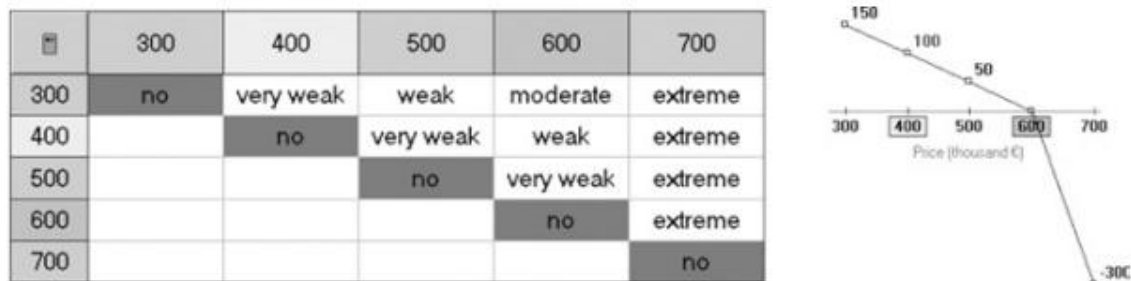 300 400 500 600 700
300 no very weak weak moderate extreme
400 no very weak weak extreme
500 no very weak extreme
600 no extreme
700 no
150
100
50
300 400 500 600 700
Price (thousand €)
-300